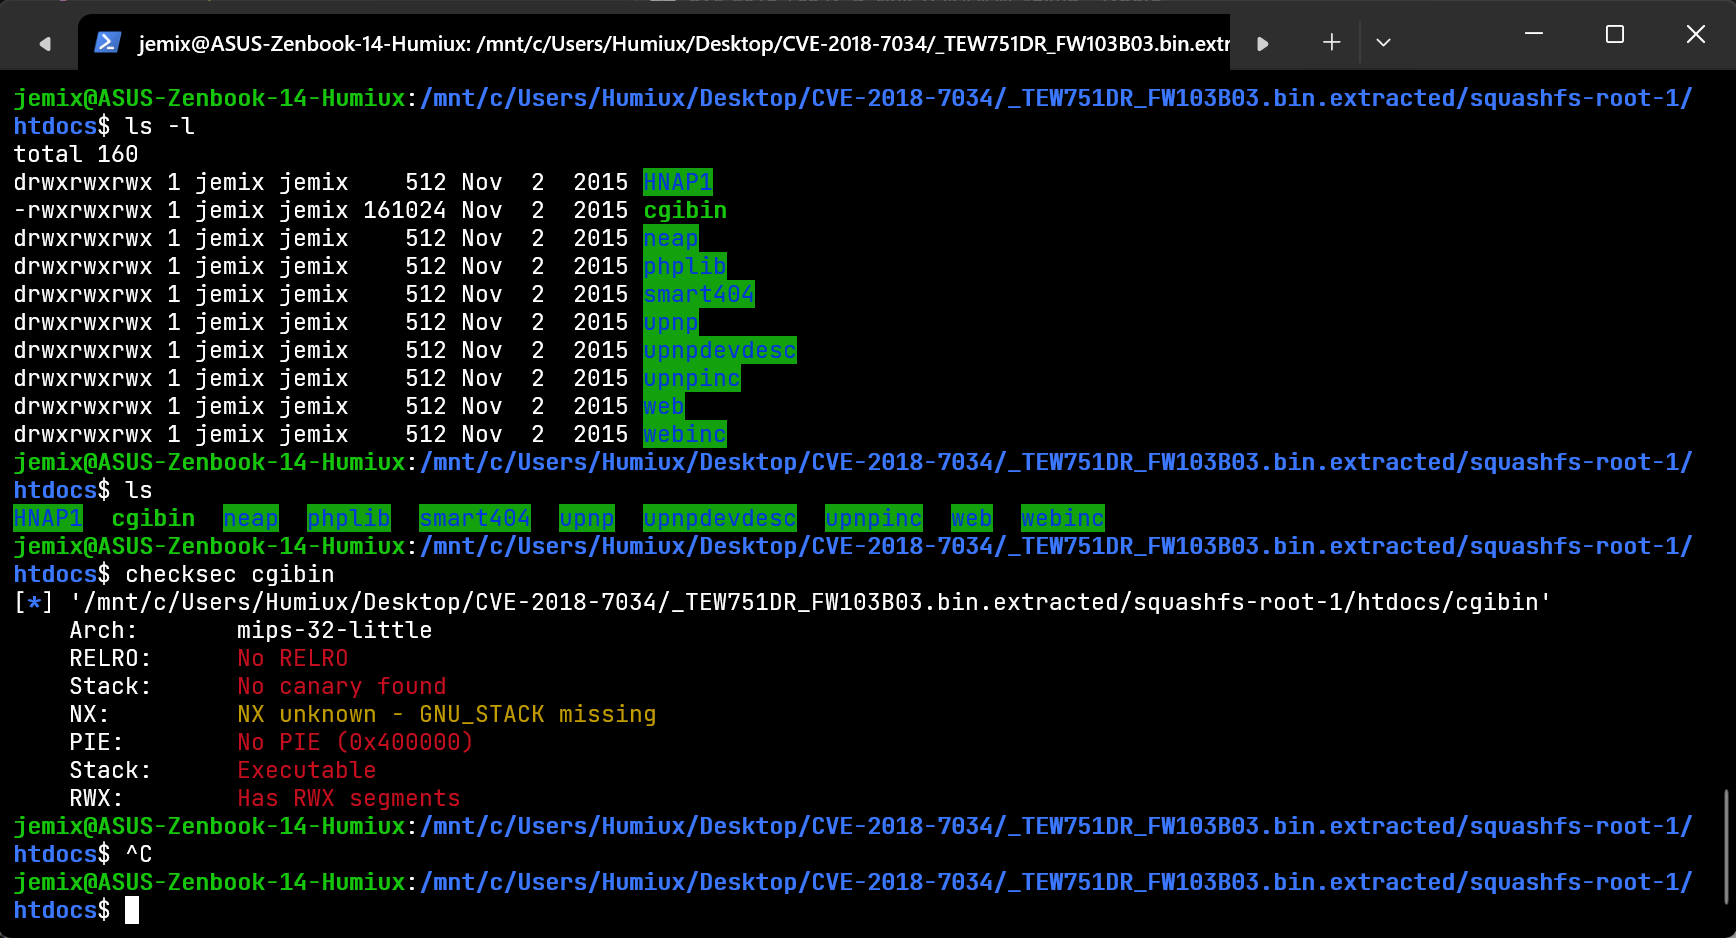 jemix@ASUS-Zenbook-14-Humiux: /mnt/c/Users/Humiux/Desktop/CVE-2018-7034/_TEW751DR_FW103B03.bin.extr
jemix@ASUS-Zenbook-14-Humiux:/mnt/c/Users/Humiux/Desktop/CVE-2018-7034/_TEW751DR_FW103B03.bin.extracted/squashfs-root-1/
htdocs$ ls -l
total 160
drwxrwxrwx 1 jemix jemix    512 Nov  2  2015 HNAP1
-rwxrwxrwx 1 jemix jemix 161024 Nov  2  2015 cgibin
drwxrwxrwx 1 jemix jemix    512 Nov  2  2015 neap
drwxrwxrwx 1 jemix jemix    512 Nov  2  2015 phplib
drwxrwxrwx 1 jemix jemix    512 Nov  2  2015 smart404
drwxrwxrwx 1 jemix jemix    512 Nov  2  2015 upnp
drwxrwxrwx 1 jemix jemix    512 Nov  2  2015 upnpdevdesc
drwxrwxrwx 1 jemix jemix    512 Nov  2  2015 upnpinc
drwxrwxrwx 1 jemix jemix    512 Nov  2  2015 web
drwxrwxrwx 1 jemix jemix    512 Nov  2  2015 webinc
jemix@ASUS-Zenbook-14-Humiux:/mnt/c/Users/Humiux/Desktop/CVE-2018-7034/_TEW751DR_FW103B03.bin.extracted/squashfs-root-1/
htdocs$ ls
HNAP1  cgibin  neap  phplib  smart404  upnp  upnpdevdesc  upnpinc  web  webinc
jemix@ASUS-Zenbook-14-Humiux:/mnt/c/Users/Humiux/Desktop/CVE-2018-7034/_TEW751DR_FW103B03.bin.extracted/squashfs-root-1/
htdocs$ checksec cgibin
[*] '/mnt/c/Users/Humiux/Desktop/CVE-2018-7034/_TEW751DR_FW103B03.bin.extracted/squashfs-root-1/htdocs/cgibin'
    Arch:       mips-32-little
    RELRO:      No RELRO
    Stack:      No canary found
    NX:         NX unknown - GNU_STACK missing
    PIE:        No PIE (0x400000)
    Stack:      Executable
    RWX:        Has RWX segments
jemix@ASUS-Zenbook-14-Humiux:/mnt/c/Users/Humiux/Desktop/CVE-2018-7034/_TEW751DR_FW103B03.bin.extracted/squashfs-root-1/
htdocs$ ^C
jemix@ASUS-Zenbook-14-Humiux:/mnt/c/Users/Humiux/Desktop/CVE-2018-7034/_TEW751DR_FW103B03.bin.extracted/squashfs-root-1/
htdocs$